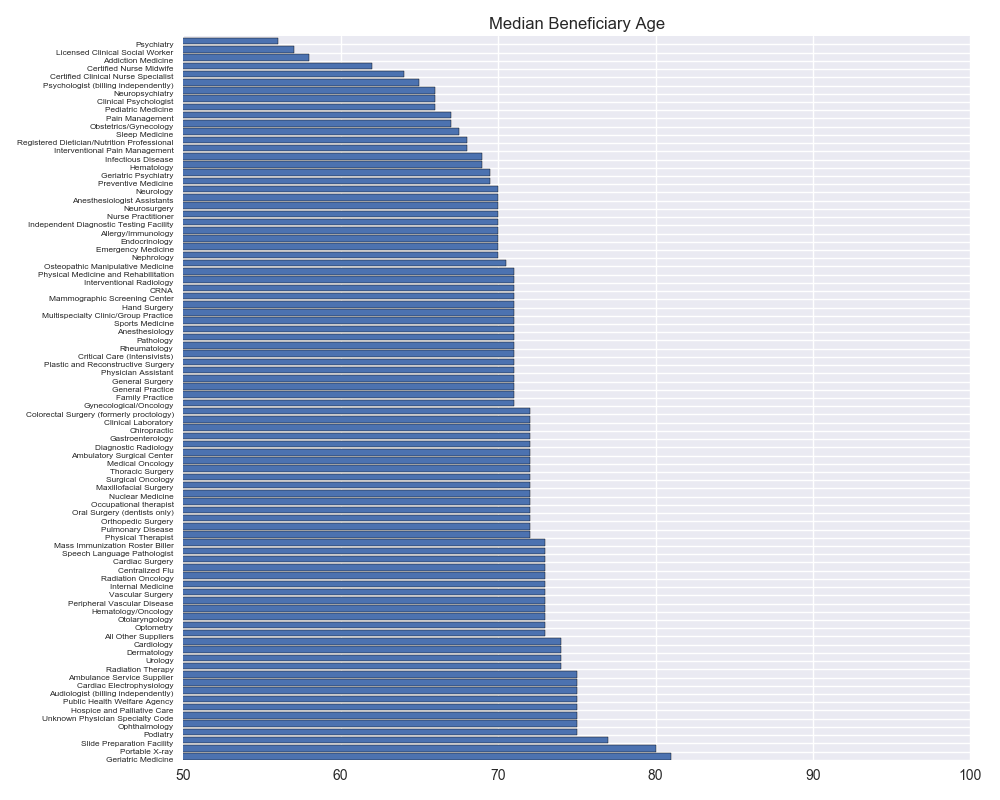 Median Beneficiary Age
Psychiatry
Licensed Clinical Social Worker
Addiction Medicine
Certified Nurse Midwife
Certified Clinical Nurse Specialist
Psychologist (billing independently)
Neuropsychiatry
Clinical Psychologist
Pediatric Medicine
Pain Management
Obstetrics/Gynecology
Sleep Medicine
Registered Dietician/Nutrition Professional
Interventional Pain Management
Infectious Disease
Hematology
Geriatric Psychiatry
Preventive Medicine
Neurology
Anesthesiologist Assistants
Neurosurgery
Nurse Practitioner
Independent Diagnostic Testing Facility
Allergy/Immunology
Endocrinology
Emergency Medicine
Nephrology
Osteopathic Manipulative Medicine
Physical Medicine and Rehabilitation
Interventional Radiology
CRNA
Mammographic Screening Center
Hand Surgery
Multispecialty Clinic/Group Practice
Sports Medicine
Anesthesiology
Pathology
Rheumatology
Critical Care (Intensivists)
Plastic and Reconstructive Surgery
Physician Assistant
General Surgery
General Practice
Family Practice
Gynecological/Oncology
Colorectal Surgery (formerly proctology)
Clinical Laboratory
Chiropractic
Gastroenterology
Diagnostic Radiology
Ambulatory Surgical Center
Medical Oncology
Thoracic Surgery
Surgical Oncology
Maxillofacial Surgery
Nuclear Medicine
Occupational therapist
Oral Surgery (dentists only)
Orthopedic Surgery
Pulmonary Disease
Physical Therapist
Mass Immunization Roster Biller
Speech Language Pathologist
Cardiac Surgery
Centralized Flu
Radiation Oncology
Internal Medicine
Vascular Surgery
Peripheral Vascular Disease
Hematology/Oncology
Otolaryngology
Optometry
All Other Suppliers
Cardiology
Dermatology
Urology
Radiation Therapy
Ambulance Service Supplier
Cardiac Electrophysiology
Audiologist (billing independently)
Public Health Welfare Agency
Hospice and Palliative Care
Unknown Physician Specialty Code
Ophthalmology
Podiatry
Slide Preparation Facility
Portable X-ray
Geriatric Medicine
50 60 70 80 90 100